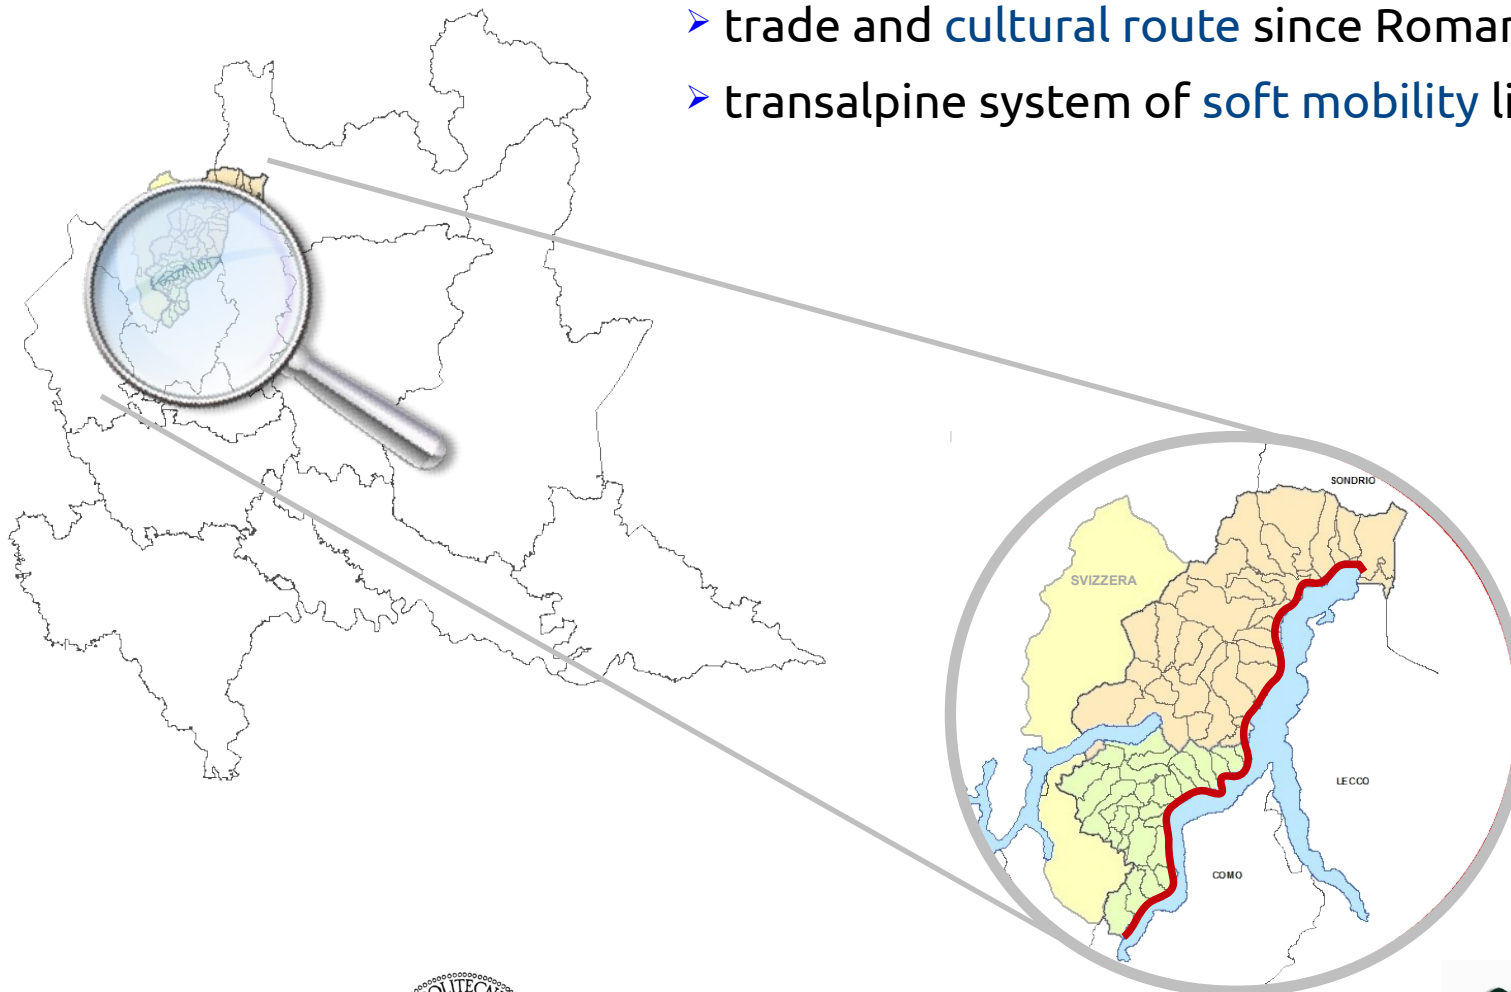 trade and cultural route since Roman
transalpine system of soft mobility
SONDRIO
SVIZZERA
LECCO
COMO